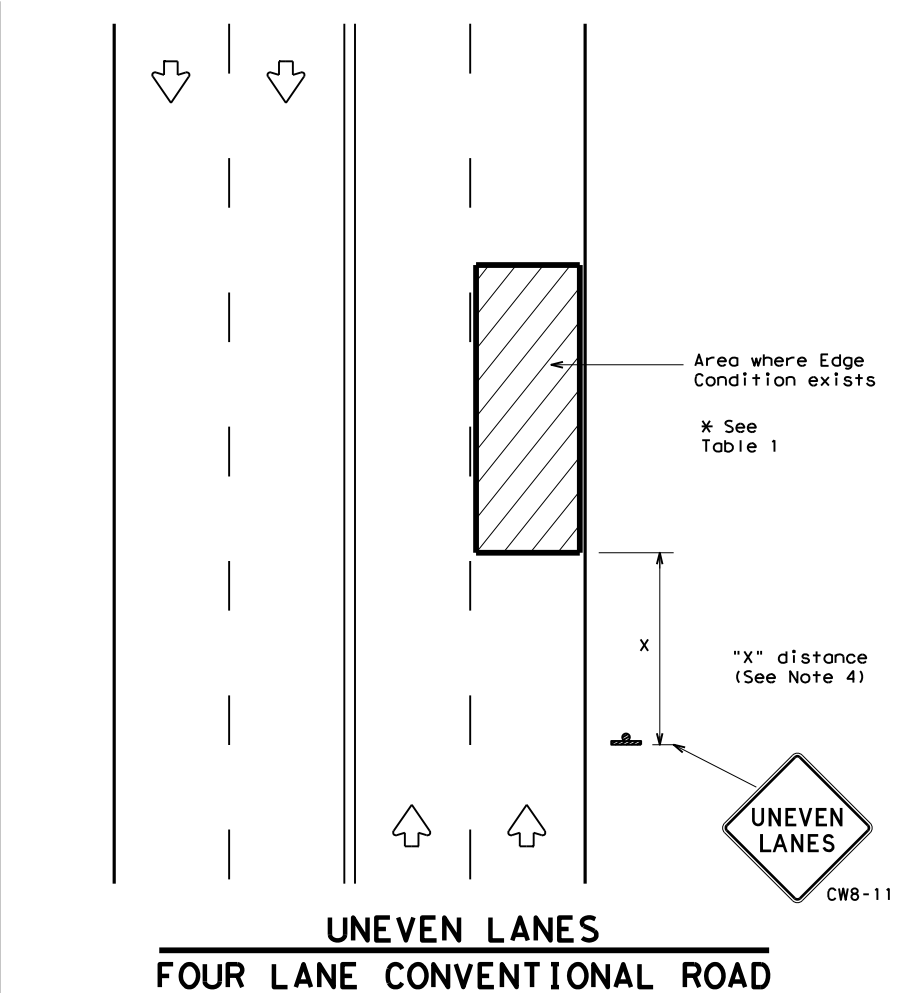 Area where Edge
Condition exists
* See
Table 1
X
"X" distance
(See Note 4)
UNEVEN
LANES
CW8-11
UNEVEN LANES
FOUR LANE CONVENTIONAL ROAD